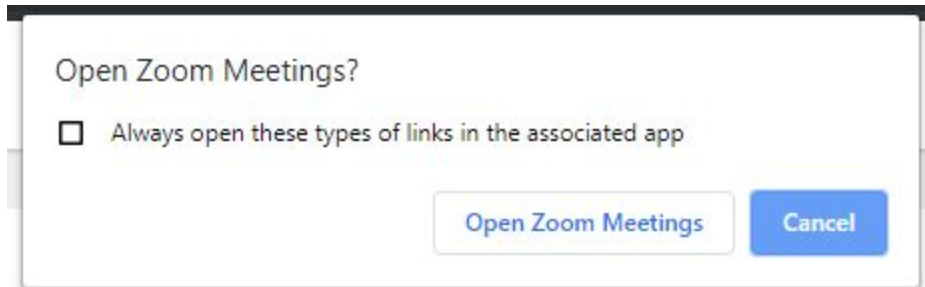 Open Zoom Meetings?
Always open these types of links in the associated app
Open Zoom Meetings
Cancel